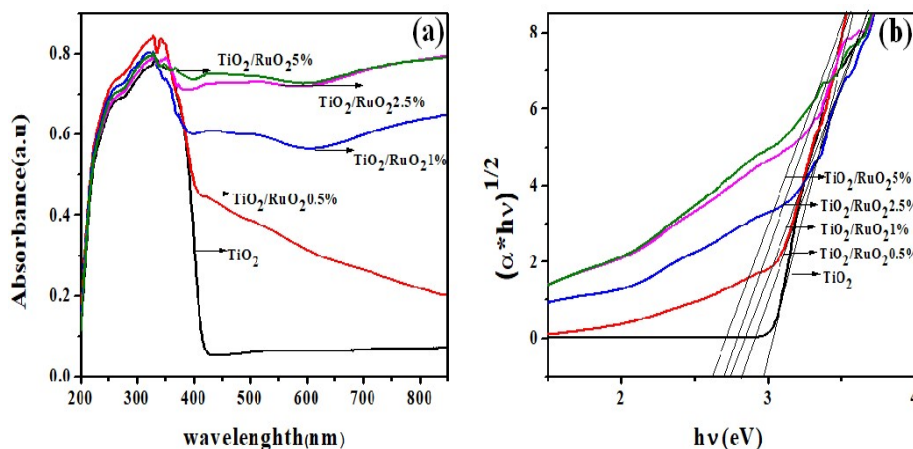 (a)
0.8
0.6
0.4
0.2
0.0
Absorbance(a.u)
TiO2/RuO25%
TiO2/RuO22.5%
TiO2/RuO21%
TiO2/RuO20.5%
TiO2
200 300 400 500 600 700 800
wavelenghth(nm)
(b)
8
6
4
2
0
(α*hν)1/2
TiO2/RuO25%
TiO2/RuO22.5%
TiO2/RuO21%
TiO2/RuO20.5%
TiO2
2 3 4
hν(eV)